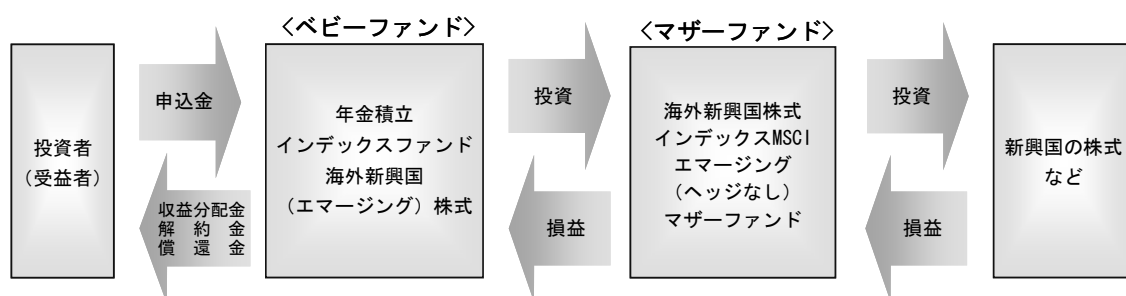 〈ベビーファンド〉
〈マザーファンド〉
投資者
（受益者）
申込金
収益分配金
解約金
償還金
年金積立
インデックスファンド
海外新興国
（エマージング）株式
投資
損益
海外新興国株式
インデックスMSCI
エマージング
（ヘッジなし）
マザーファンド
投資
損益
新興国の株式
など